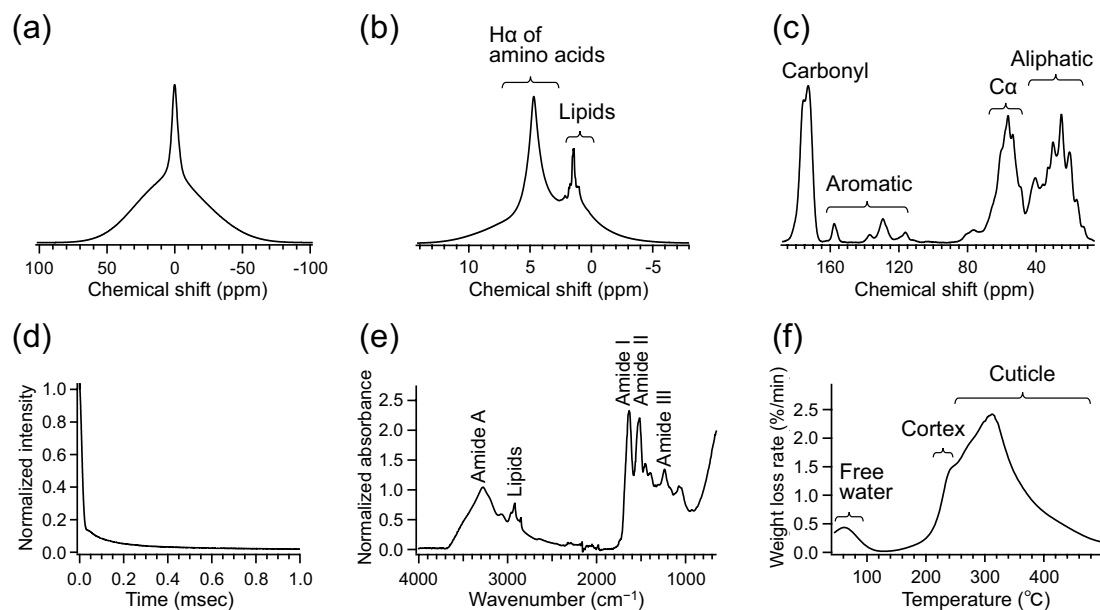 (a)
100 50 0 -50 -100
Chemical shift (ppm)
(b)
Hα of
amino acids
Lipids
10 5 0 -5
Chemical shift (ppm)
(c)
Carbonyl
Aromatic
Cα
Aliphatic
160 120 80 40
Chemical shift (ppm)
(d)
Normalized intensity
1.0
0.8
0.6
0.4
0.2
0.0
0.0 0.2 0.4 0.6 0.8 1.0
Time (msec)
(e)
Normalized absorbance
2.5
2.0
1.5
1.0
0.5
0.0
Amide A
Lipids
Amide I
Amide II
Amide III
4000 3000 2000 1000
Wavenumber (cm⁻¹)
(f)
Weight loss rate (%/min)
2.5
2.0
1.5
1.0
0.5
0.0
Free
water
Cortex
Cuticle
100 200 300 400
Temperature (℃)